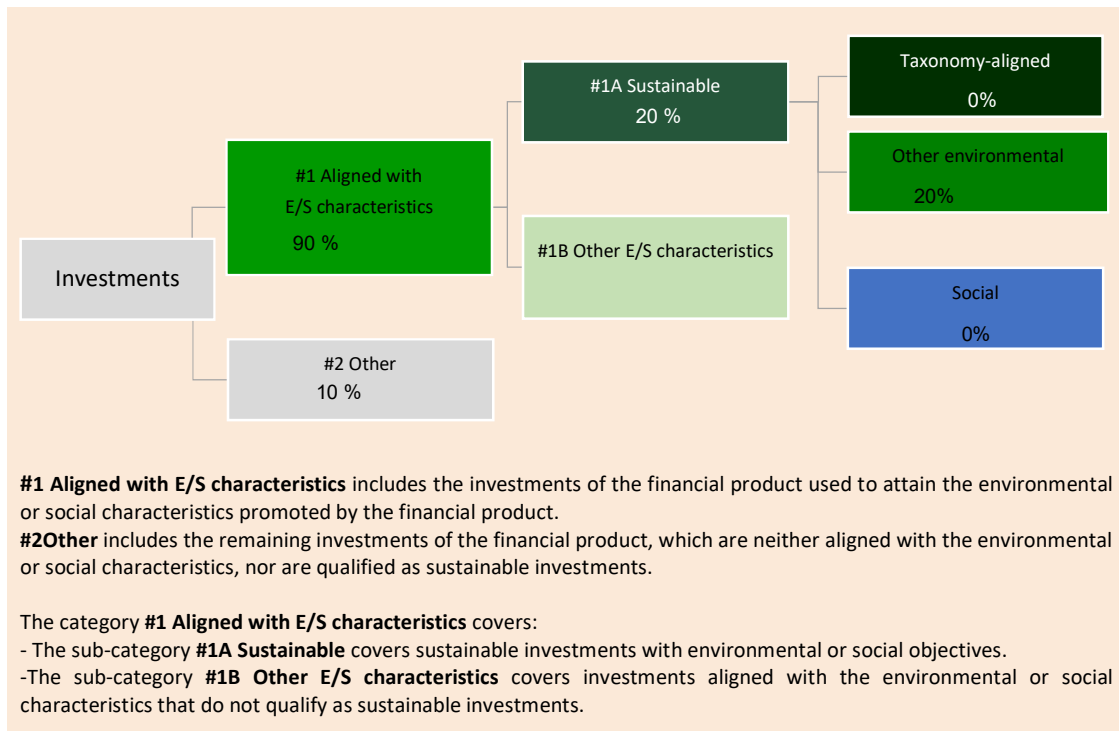 Investments
#1 Aligned with
E/S characteristics
90 %
#2 Other
10 %
#1A Sustainable
20 %
#1B Other E/S characteristics
Taxonomy-aligned
0%
Other environmental
20%
Social
0%
#1 Aligned with E/S characteristics includes the investments of the financial product used to attain the environmental
or social characteristics promoted by the financial product.
#2Other includes the remaining investments of the financial product, which are neither aligned with the environmental
or social characteristics, nor are qualified as sustainable investments.
The category #1 Aligned with E/S characteristics covers:
- The sub-category #1A Sustainable covers sustainable investments with environmental or social objectives.
-The sub-category #1B Other E/S characteristics covers investments aligned with the environmental or social
characteristics that do not qualify as sustainable investments.